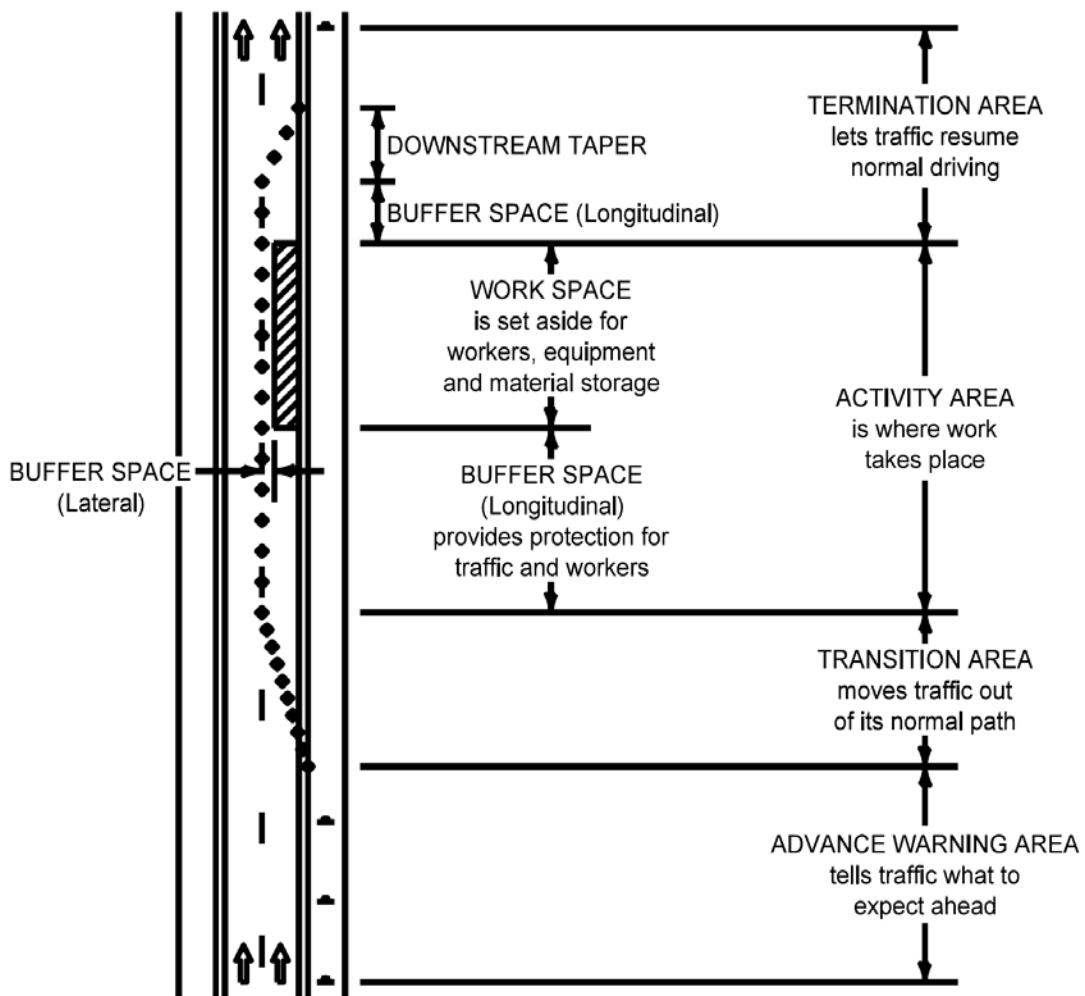 TERMINATION AREA
lets traffic resume
normal driving
DOWNSTREAM TAPER
BUFFER SPACE (Longitudinal)
WORK SPACE
is set aside for
workers, equipment
and material storage
ACTIVITY AREA
is where work
takes place
BUFFER SPACE
(Lateral)
BUFFER SPACE
(Longitudinal)
provides protection for
traffic and workers
TRANSITION AREA
moves traffic out
of its normal path
ADVANCE WARNING AREA
tells traffic what to
expect ahead